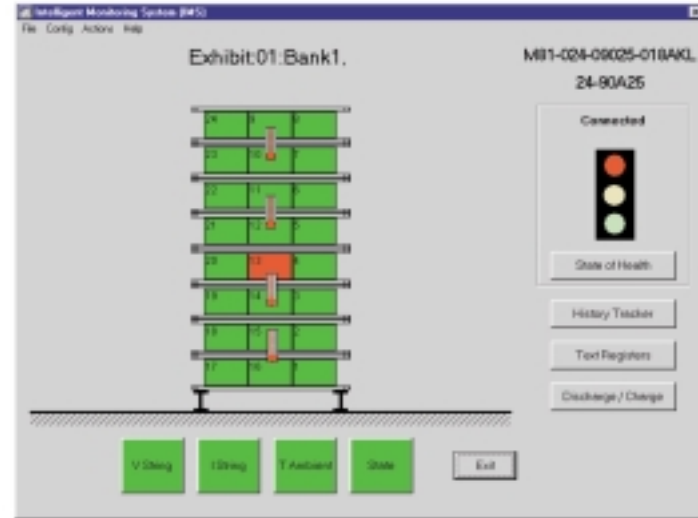 Intelligent Monitoring System (IMS)
File Config Actions Help
Exhibit:01:Bank1.
M81-024-09025-018AKL
24-90A25
Connected
24 9 8
23 10 7
22 11 6
21 12 5
20 13 4
19 14 3
18 15 2
17 16 1
State of Health
History Tracker
Text Registers
Discharge / Charge
V String
I String
T Ambient
State
Exit